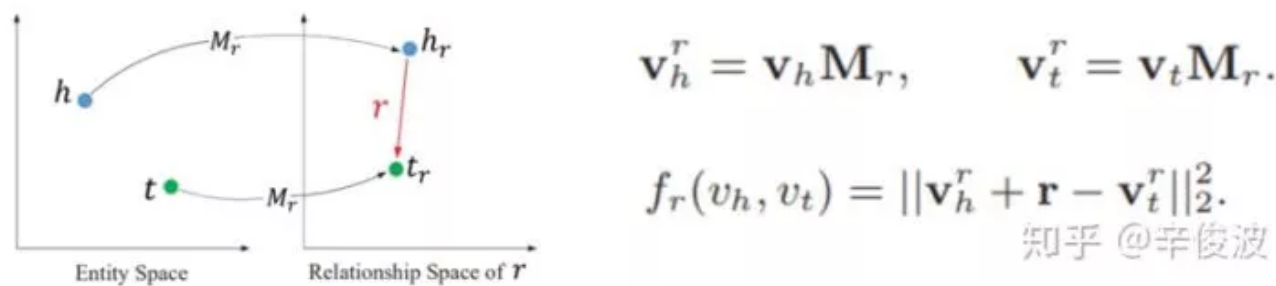 h
t
M_r
M_r
h_r
r
t_r
Entity Space
Relationship Space of r
v_h^r = v_h M_r, v_t^r = v_t M_r.
f_r(v_h, v_t) = ||v_h^r + r − v_t^r||_2^2.
知乎 @辛俊波